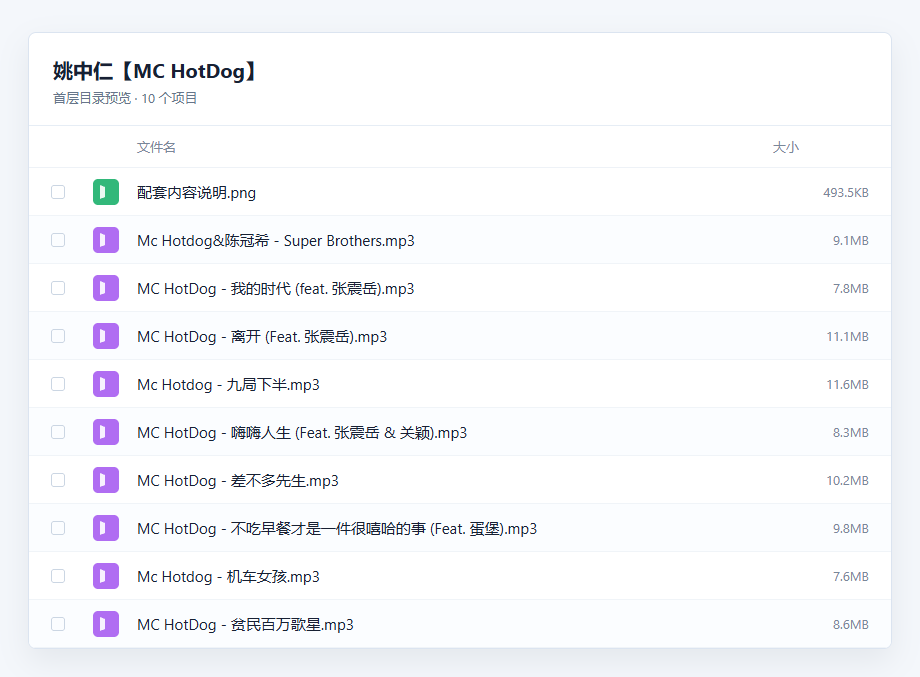 姚中仁【MC HotDog】
首层目录预览 · 10 个项目
文件名 大小
配套内容说明.png 493.5KB
Mc Hotdog&陈冠希 - Super Brothers.mp3 9.1MB
MC HotDog - 我的时代 (feat. 张震岳).mp3 7.8MB
MC HotDog - 离开 (Feat. 张震岳).mp3 11.1MB
Mc Hotdog - 九局下半.mp3 11.6MB
MC HotDog - 嗨嗨人生 (Feat. 张震岳 & 关颖).mp3 8.3MB
MC HotDog - 差不多先生.mp3 10.2MB
MC HotDog - 不吃早餐才是一件很嘻哈的事 (Feat. 蛋堡).mp3 9.8MB
Mc Hotdog - 机车女孩.mp3 7.6MB
MC HotDog - 贫民百万歌星.mp3 8.6MB